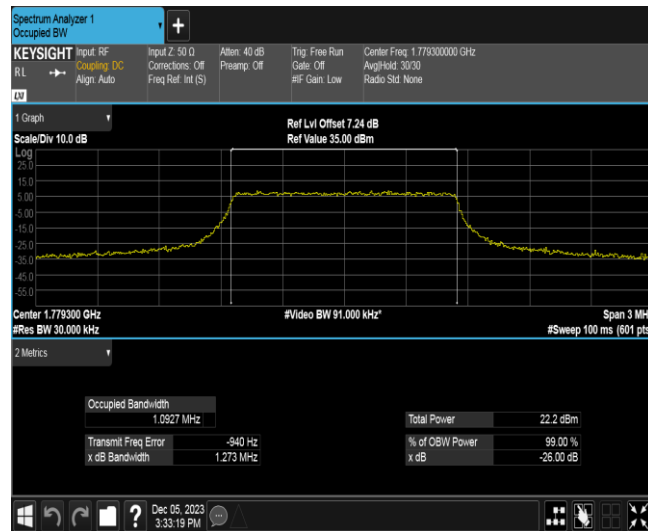 Spectrum Analyzer 1
Occupied BW
+
KEYSIGHT Input: RF Input Z: 50 Ω Atten: 40 dB Trig: Free Run Center Freq: 1.779300000 GHz
RL Coupling: DC Corrections: Off Preamp: Off Gate: Off Avg|Hold: 30/30
Align: Auto Freq Ref: Int (S) #IF Gain: Low Radio Std: None
LXI
1 Graph
Ref Lvl Offset 7.24 dB
Scale/Div 10.0 dB Ref Value 35.00 dBm
Log
25.0
15.0
5.00
-5.00
-15.0
-25.0
-35.0
-45.0
-55.0
Center 1.779300 GHz #Video BW 91.000 kHz* Span 3 MH
#Res BW 30.000 kHz #Sweep 100 ms (601 pts
2 Metrics
Occupied Bandwidth
1.0927 MHz Total Power 22.2 dBm
Transmit Freq Error -940 Hz % of OBW Power 99.00 %
x dB Bandwidth 1.273 MHz x dB -26.00 dB
? Dec 05, 2023
3:33:19 PM